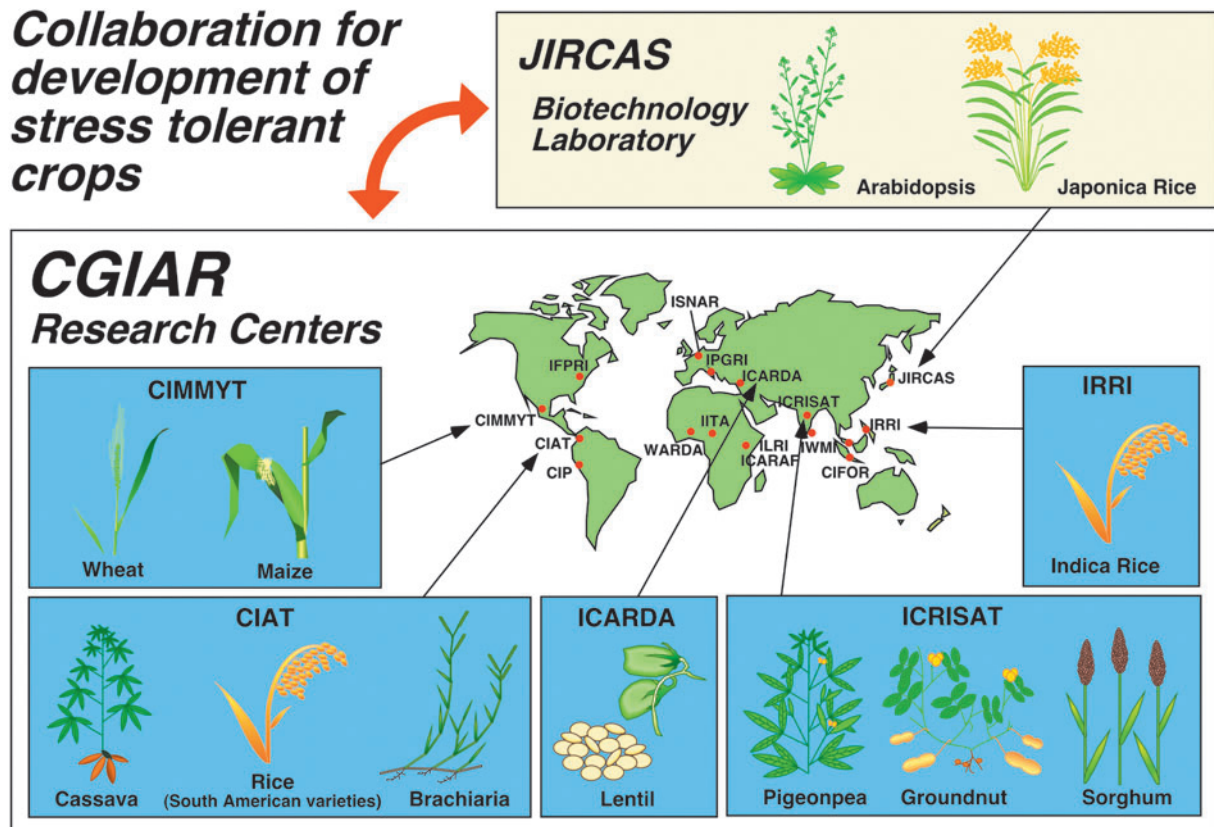 Collaboration for
development of
stress tolerant
crops
JIRCAS
Biotechnology
Laboratory
Arabidopsis
Japonica Rice
CGIAR
Research Centers
ISNAR
IFPRI
IPGRI
ICARDA
JIRCAS
CIMMYT
ICRISAT
IITA
IRRI
CIAT
WARDA
ILRI
IWMI
CIP
ICARAF
CIFOR
CIMMYT
Wheat
Maize
IRRI
Indica Rice
CIAT
Cassava
Rice
(South American varieties)
Brachiaria
ICARDA
Lentil
ICRISAT
Pigeonpea
Groundnut
Sorghum